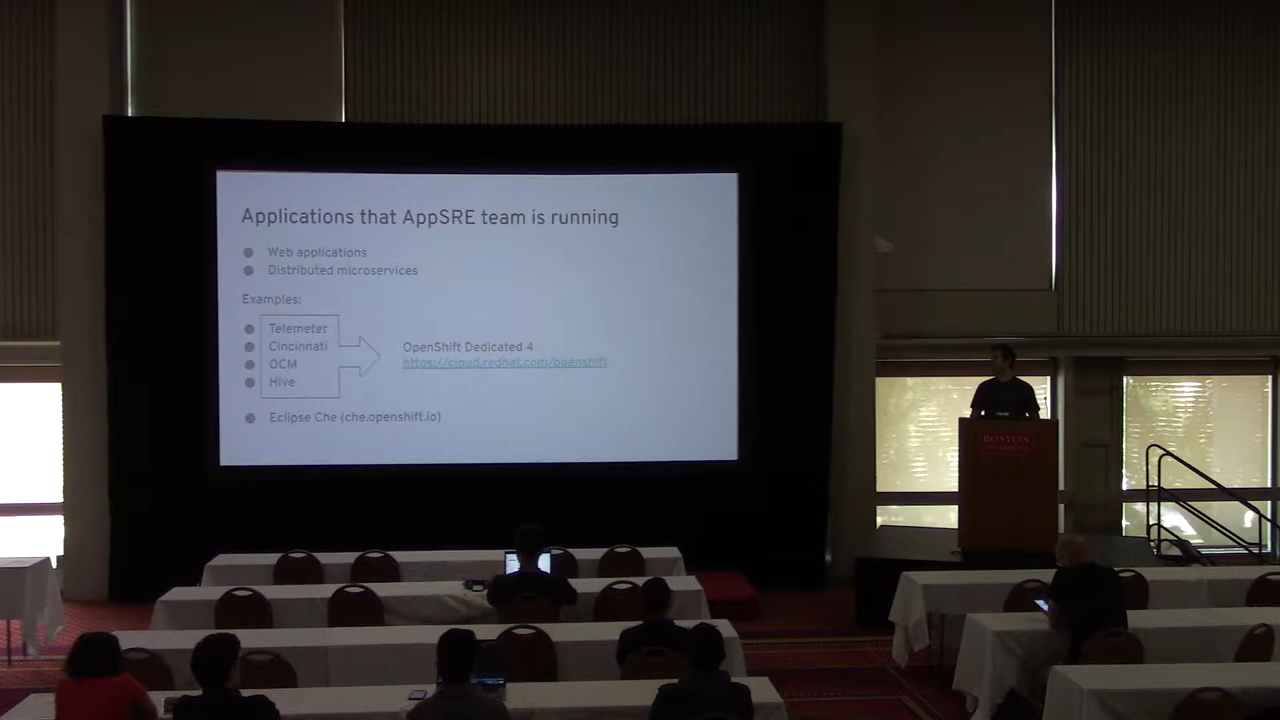 Applications that AppSRE team is running
Web applications
Distributed microservices
Examples:
Telemeter
Cincinnati
OCM
Hive
OpenShift Dedicated 4
https://cloud.redhat.com/openshift
Eclipse Che (che.openshift.io)
BOSTON